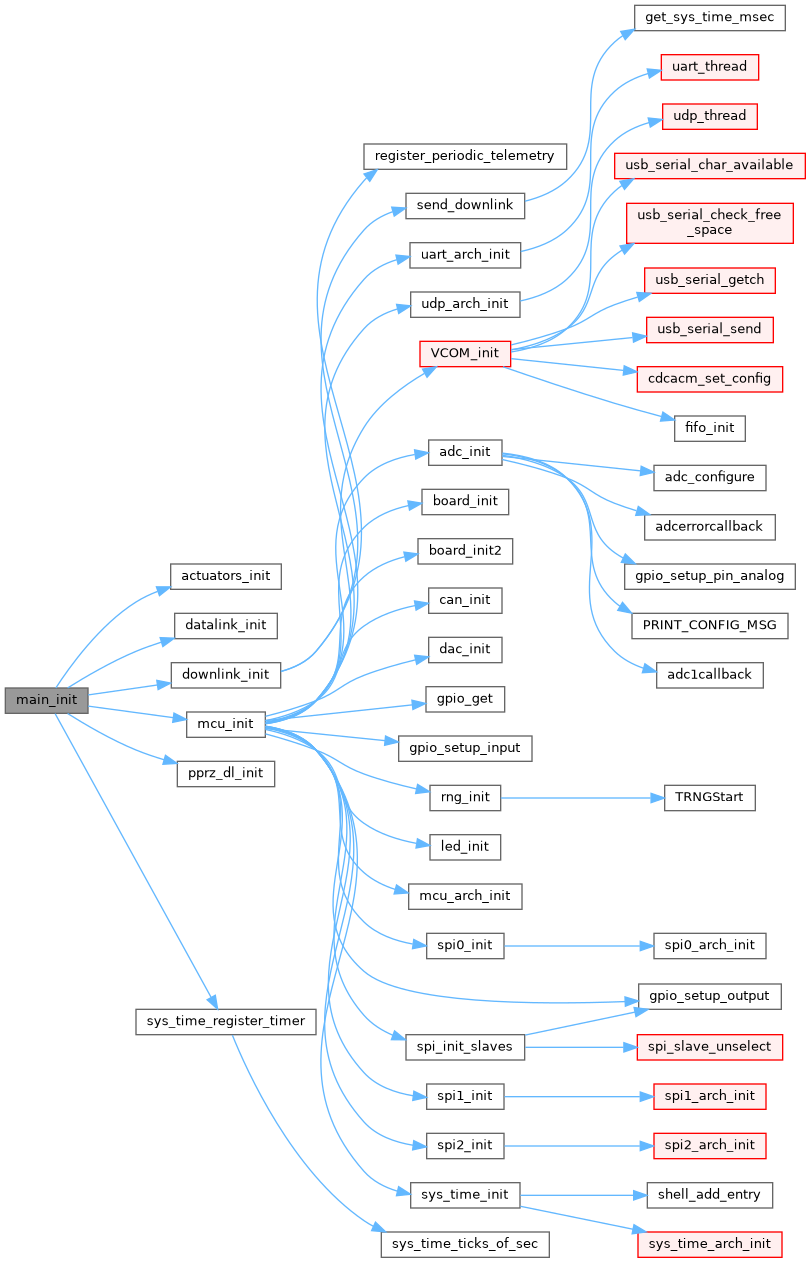 main_init
actuators_init
datalink_init
downlink_init
mcu_init
pprz_dl_init
sys_time_register_timer
register_periodic_telemetry
send_downlink
uart_arch_init
udp_arch_init
VCOM_init
adc_init
board_init
board_init2
can_init
dac_init
gpio_get
gpio_setup_input
rng_init
led_init
mcu_arch_init
spi0_init
spi_init_slaves
spi1_init
spi2_init
sys_time_init
sys_time_ticks_of_sec
get_sys_time_msec
uart_thread
udp_thread
usb_serial_char_available
usb_serial_check_free
_space
usb_serial_getch
usb_serial_send
cdcacm_set_config
fifo_init
adc_configure
adcerrorcallback
gpio_setup_pin_analog
PRINT_CONFIG_MSG
adc1callback
TRNGStart
spi0_arch_init
gpio_setup_output
spi_slave_unselect
spi1_arch_init
spi2_arch_init
shell_add_entry
sys_time_arch_init